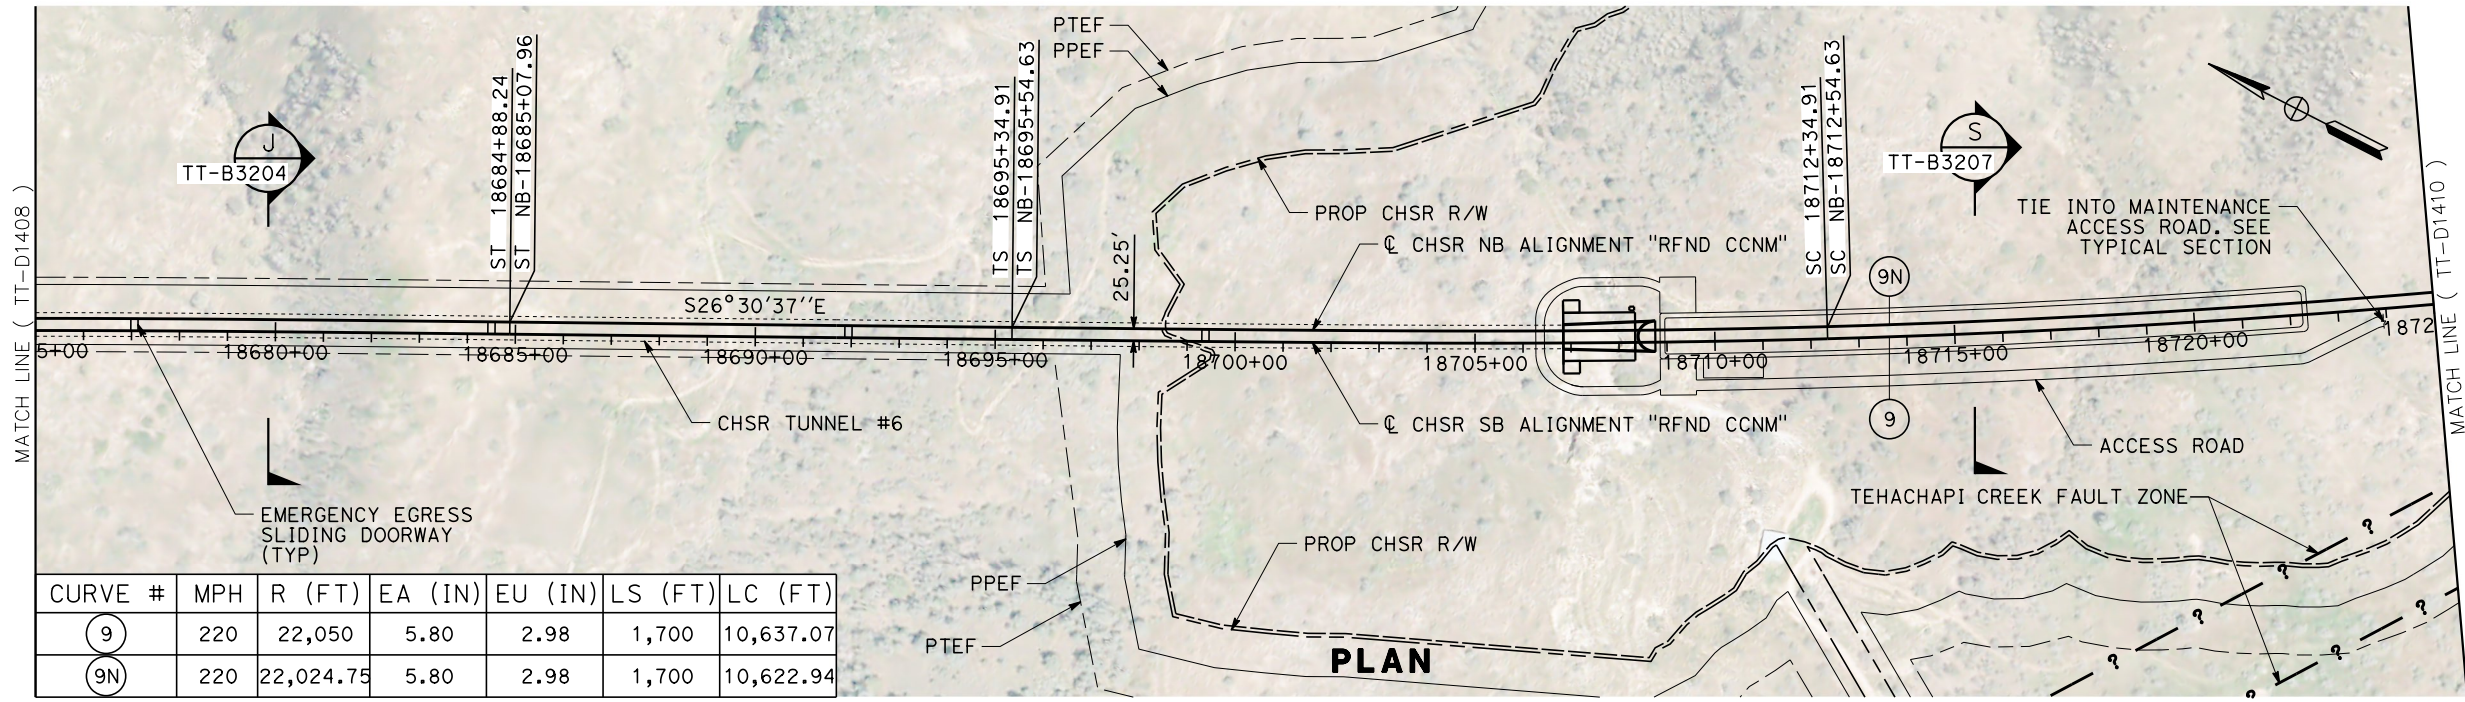 PTEF
PPEF
ST 18684+88.24
ST NB-18685+07.96
TS 18695+34.91
TS NB-18695+54.63
SC 18712+34.91
SC NB-18712+54.63
J
TT-B3204
S
TT-B3207
MATCH LINE ( TT-D1408 )
MATCH LINE ( TT-D1410 )
TIE INTO MAINTENANCE
ACCESS ROAD. SEE
TYPICAL SECTION
PROP CHSR R/W
℄ CHSR NB ALIGNMENT "RFND CCNM"
25.25'
9N
S26°30'37''E
5+00
18680+00
18685+00
18690+00
18695+00
18700+00
18705+00
18710+00
18715+00
18720+00
1872
CHSR TUNNEL #6
℄ CHSR SB ALIGNMENT "RFND CCNM"
9
ACCESS ROAD
EMERGENCY EGRESS
SLIDING DOORWAY
(TYP)
TEHACHAPI CREEK FAULT ZONE
? ? ? ? ? ? ?
PROP CHSR R/W
PPEF
PTEF
CURVE # MPH R (FT) EA (IN) EU (IN) LS (FT) LC (FT)
9 220 22,050 5.80 2.98 1,700 10,637.07
9N 220 22,024.75 5.80 2.98 1,700 10,622.94
PLAN